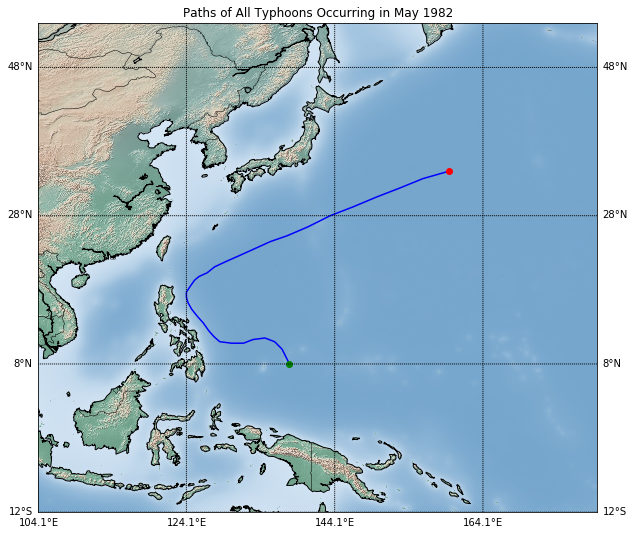 Paths of All Typhoons Occurring in May 1982
48°N 48°N
28°N 28°N
8°N 8°N
12°S 12°S
104.1°E 124.1°E 144.1°E 164.1°E